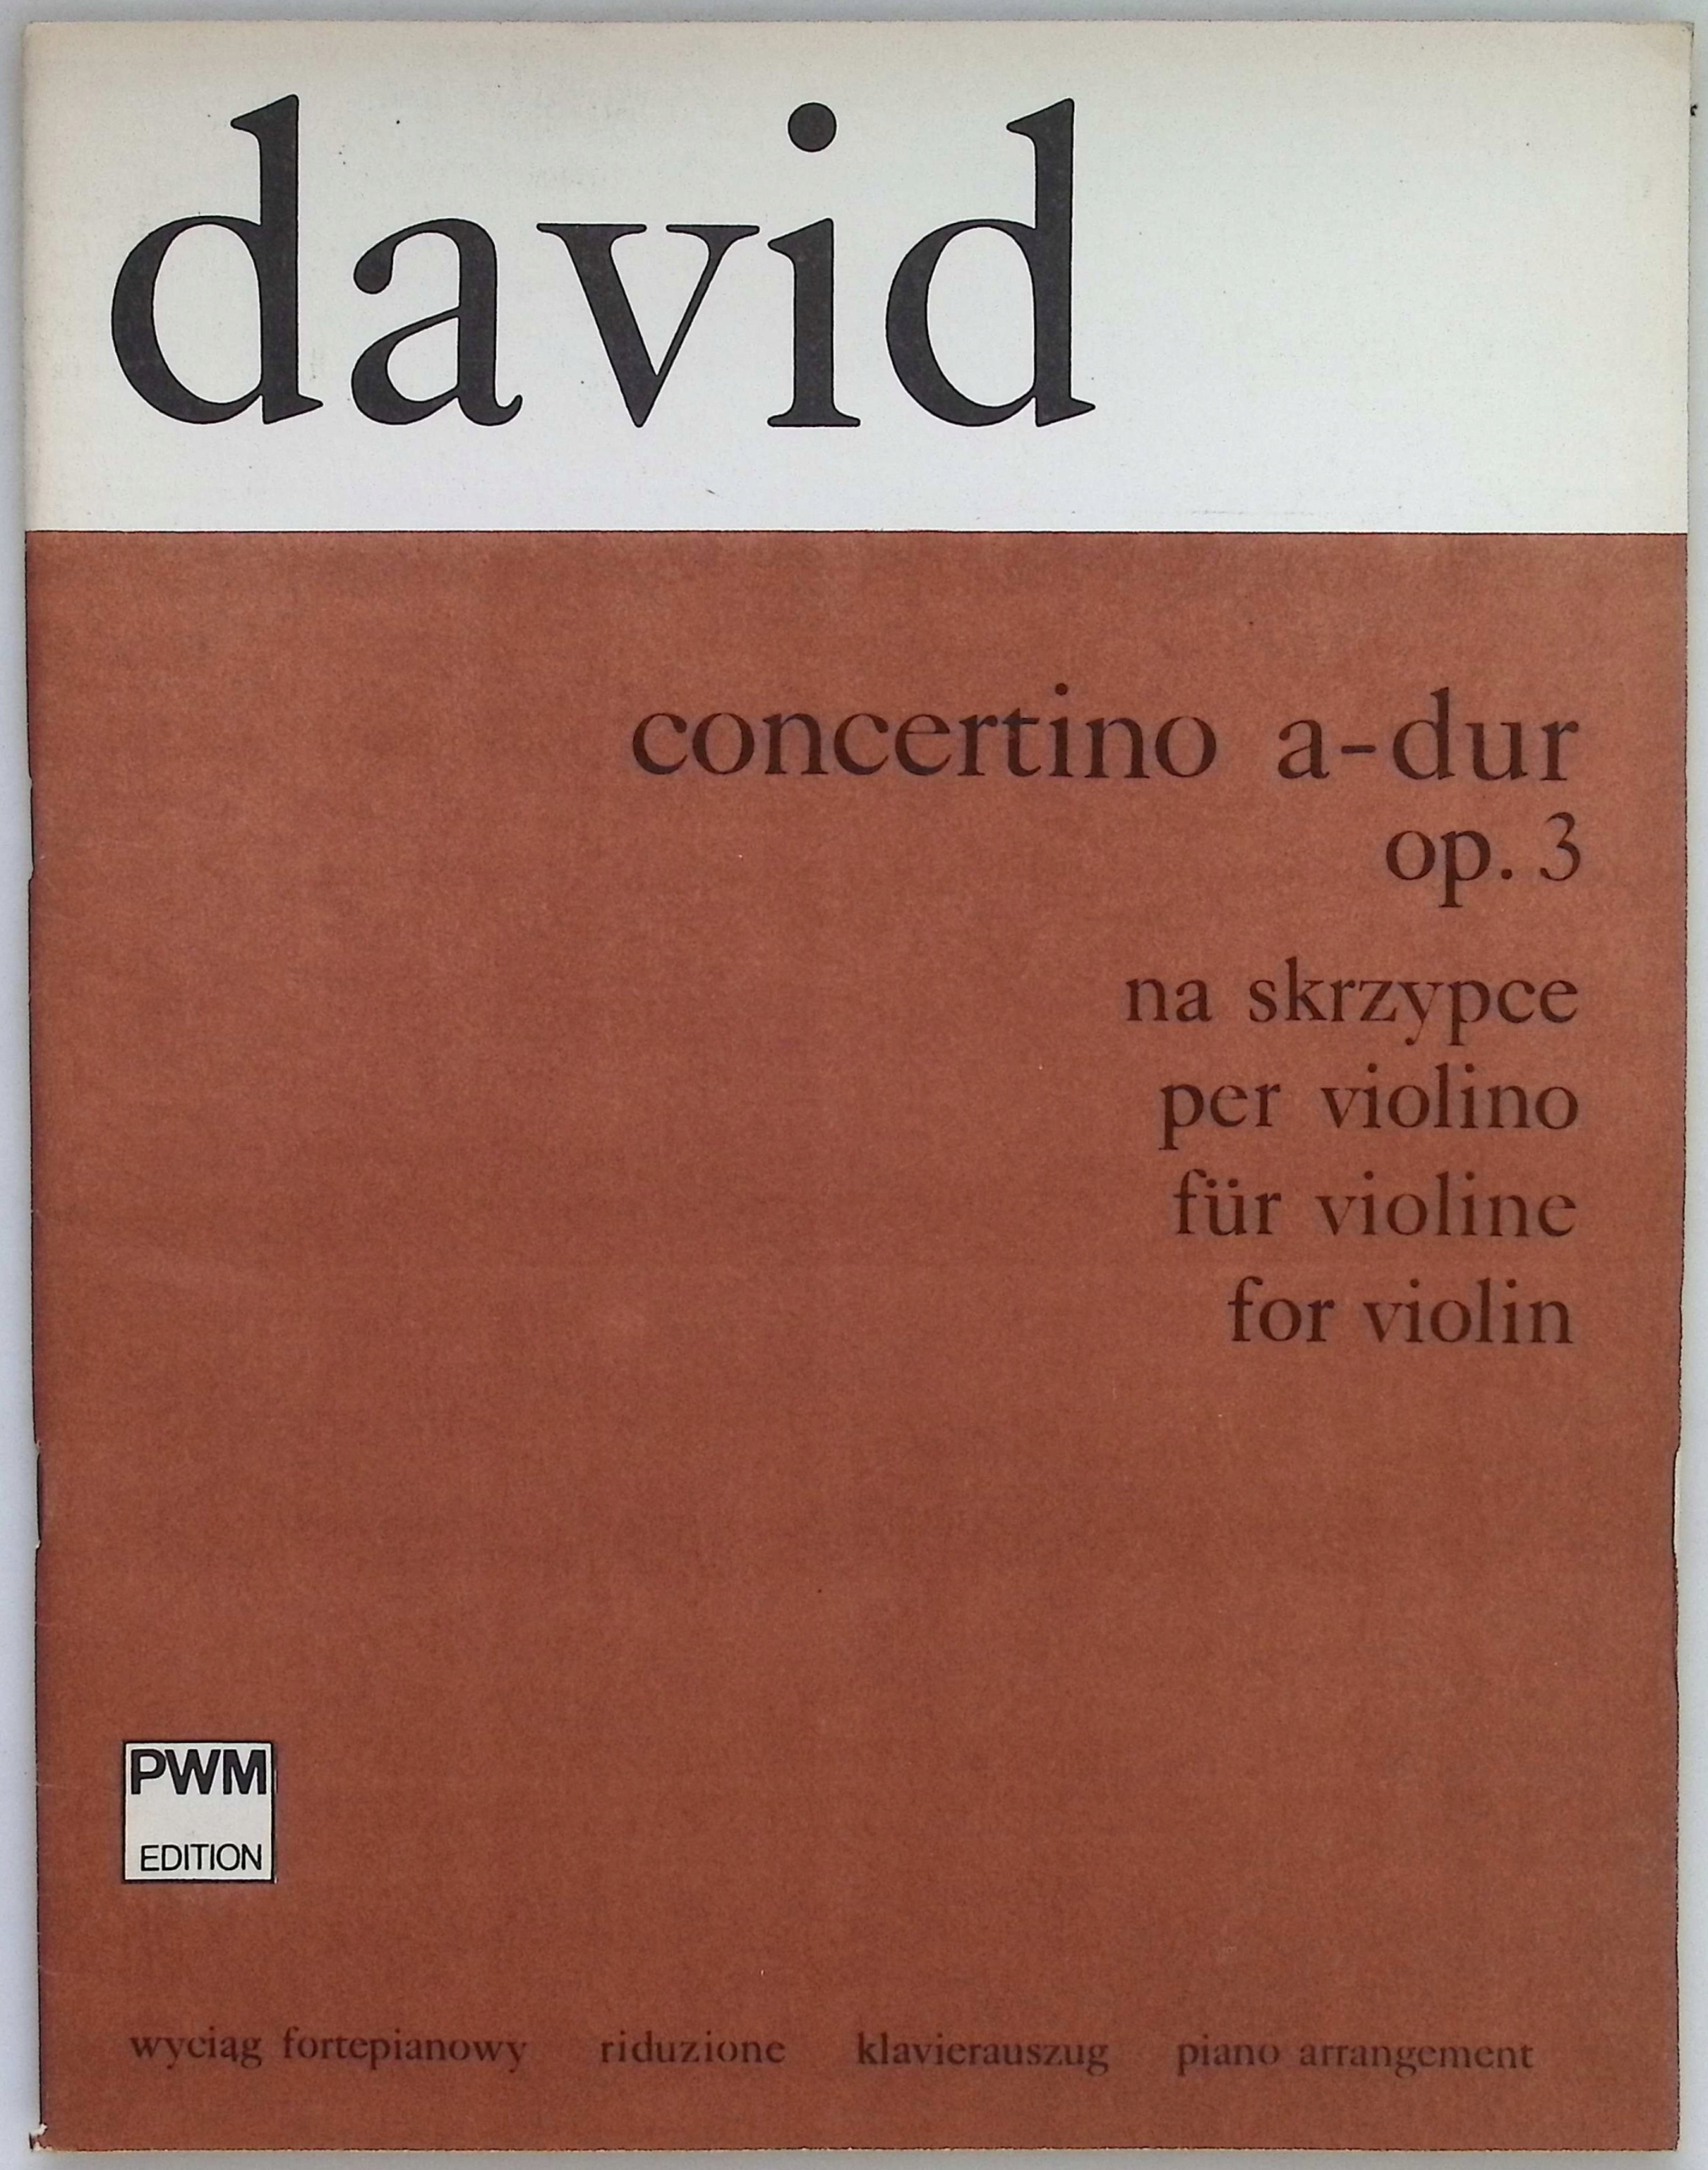 david
concertino a-dur
op. 3
na skrzypce
per violino
für violine
for violin
PWM
EDITION
wyciąg fortepianowy riduzione klavierauszug piano arrangement